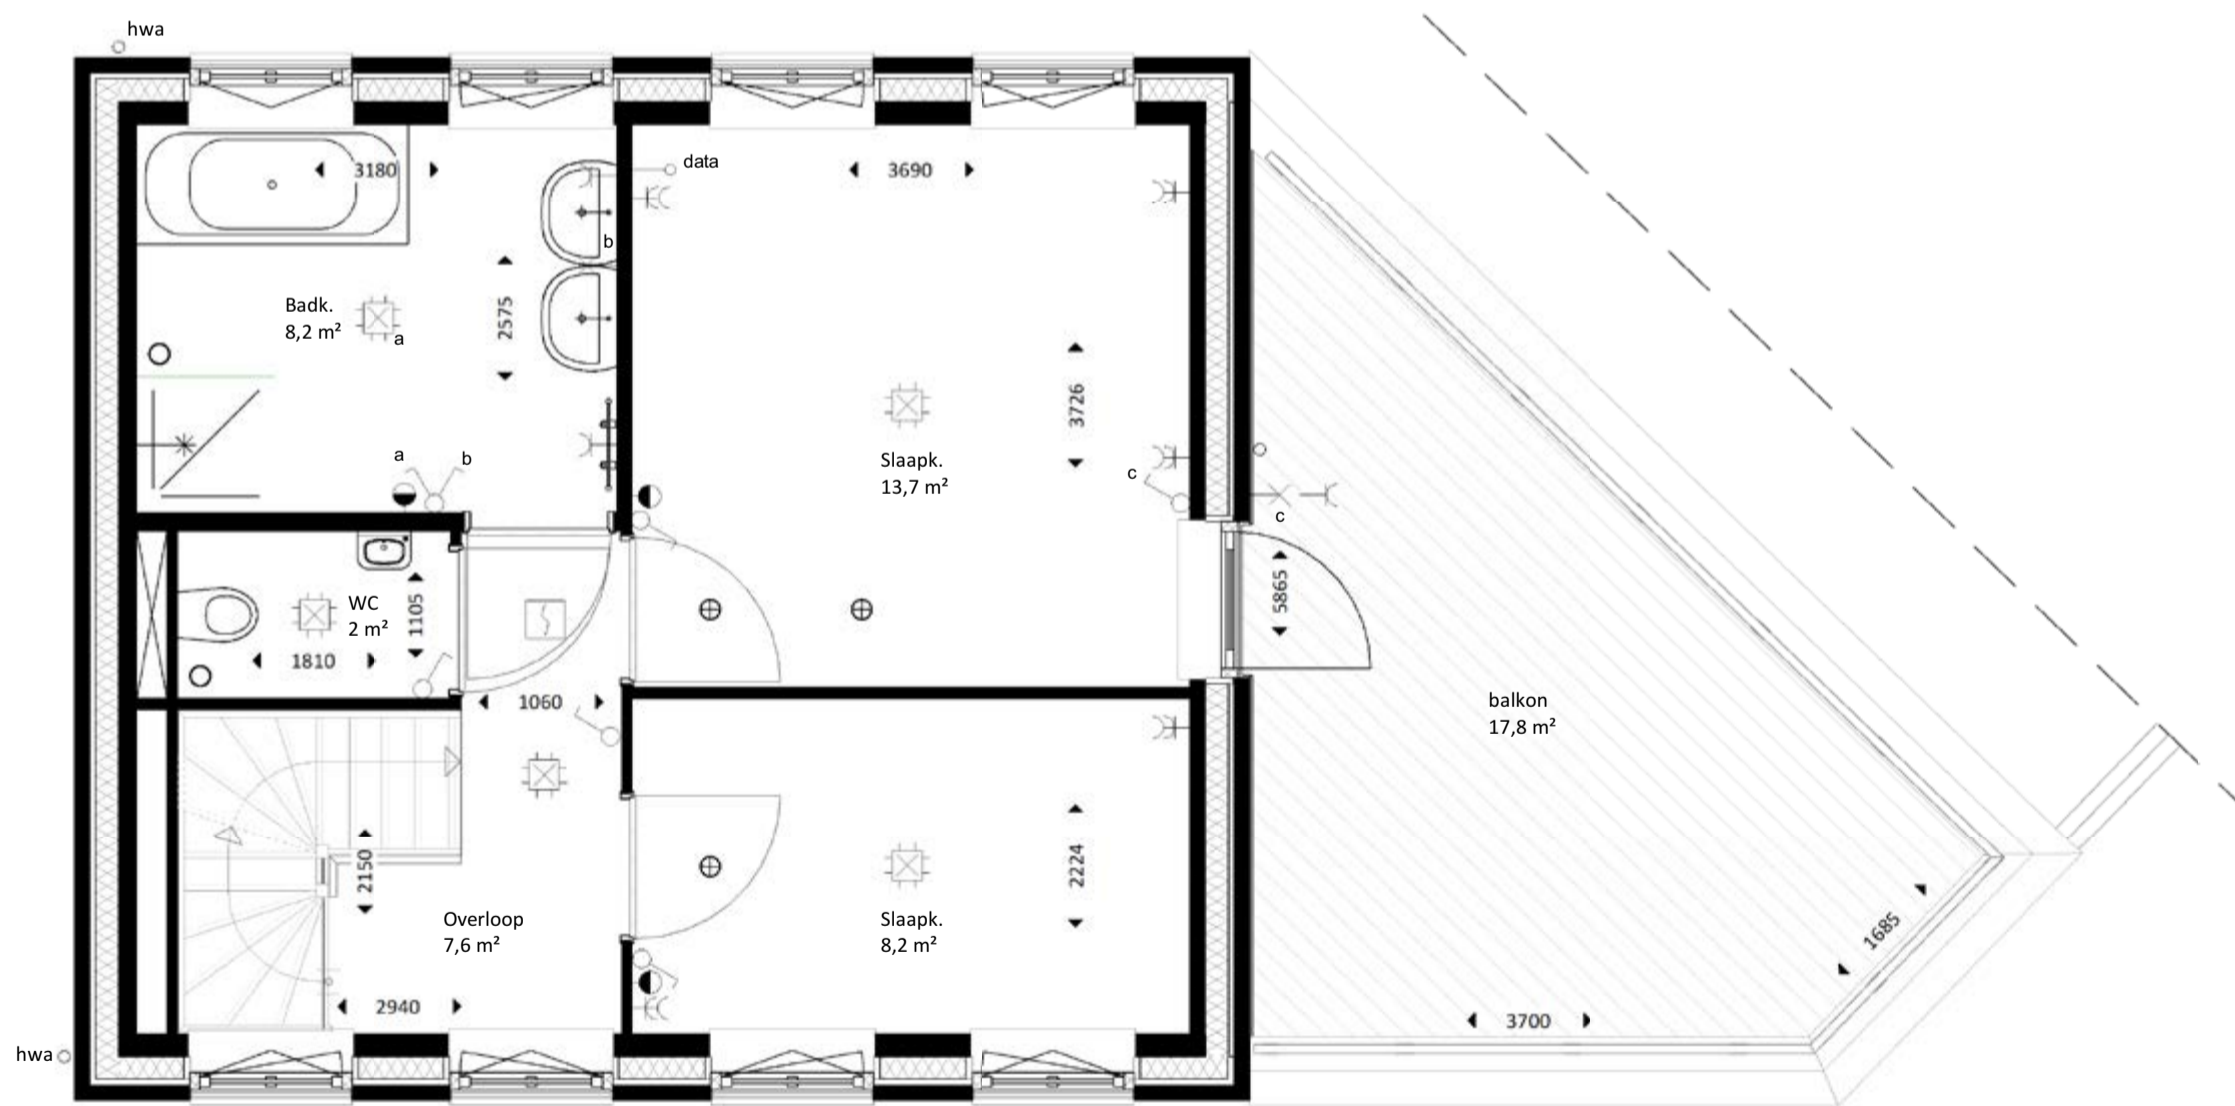 hwa
data
3180
3690
b
Badk.
8,2 m²
a
2575
3726
Slaapk.
13,7 m²
a
b
c
c
WC
2 m²
1105
1810
5865
1060
balkon
17,8 m²
2150
2224
Overloop
7,6 m²
Slaapk.
8,2 m²
1685
2940
3700
hwa